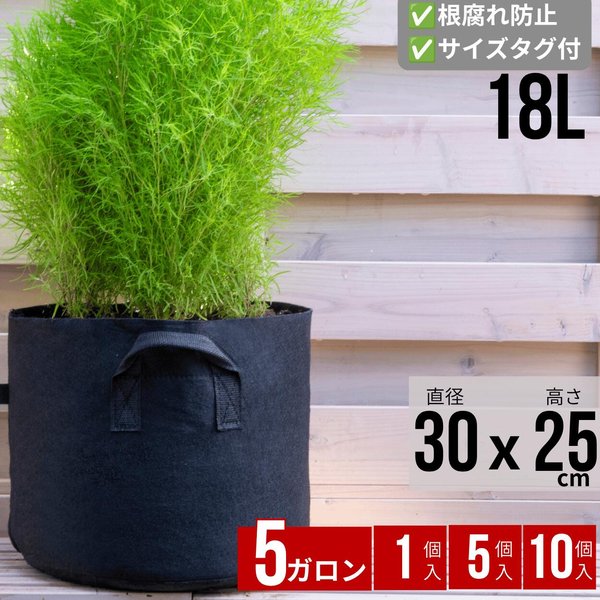 ✅根腐れ防止
✅サイズタグ付
18L
直径 高さ
30 x 25
cm
5ガロン 1個入 5個入 10個入